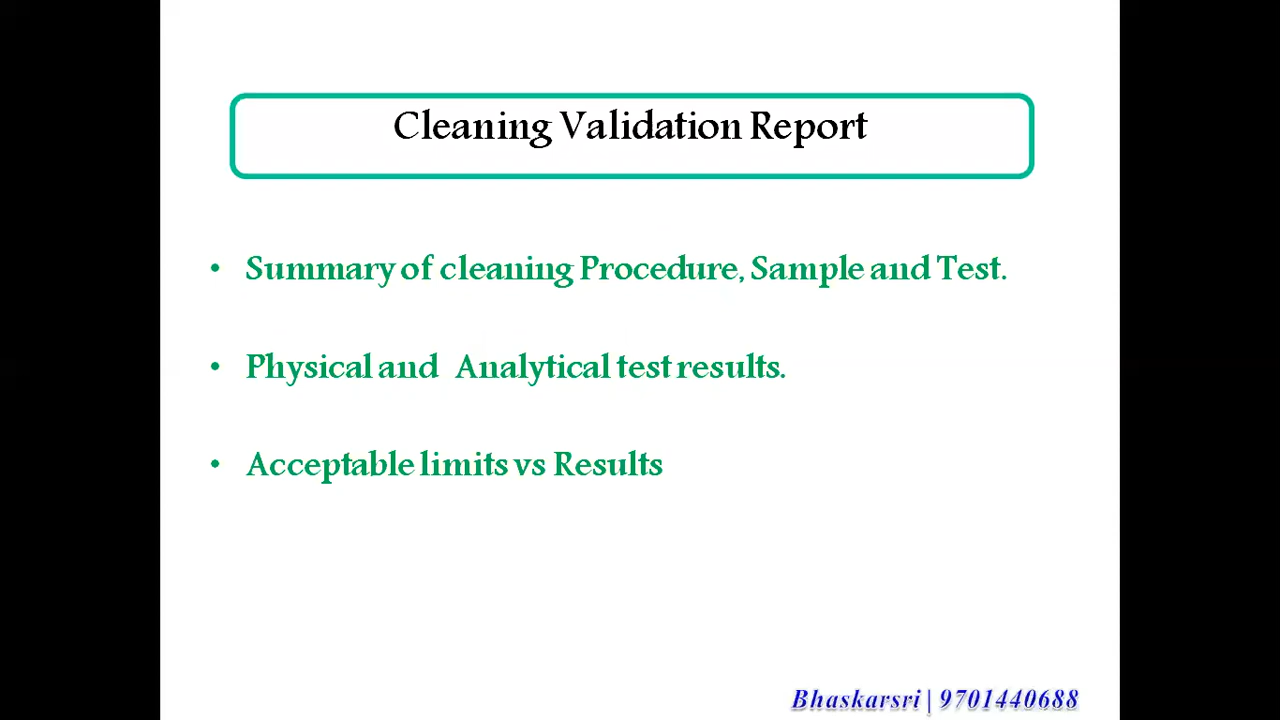 Cleaning Validation Report
• Summary of cleaning Procedure, Sample and Test.
• Physical and Analytical test results.
• Acceptable limits vs Results
Bhaskarsri | 9701440688